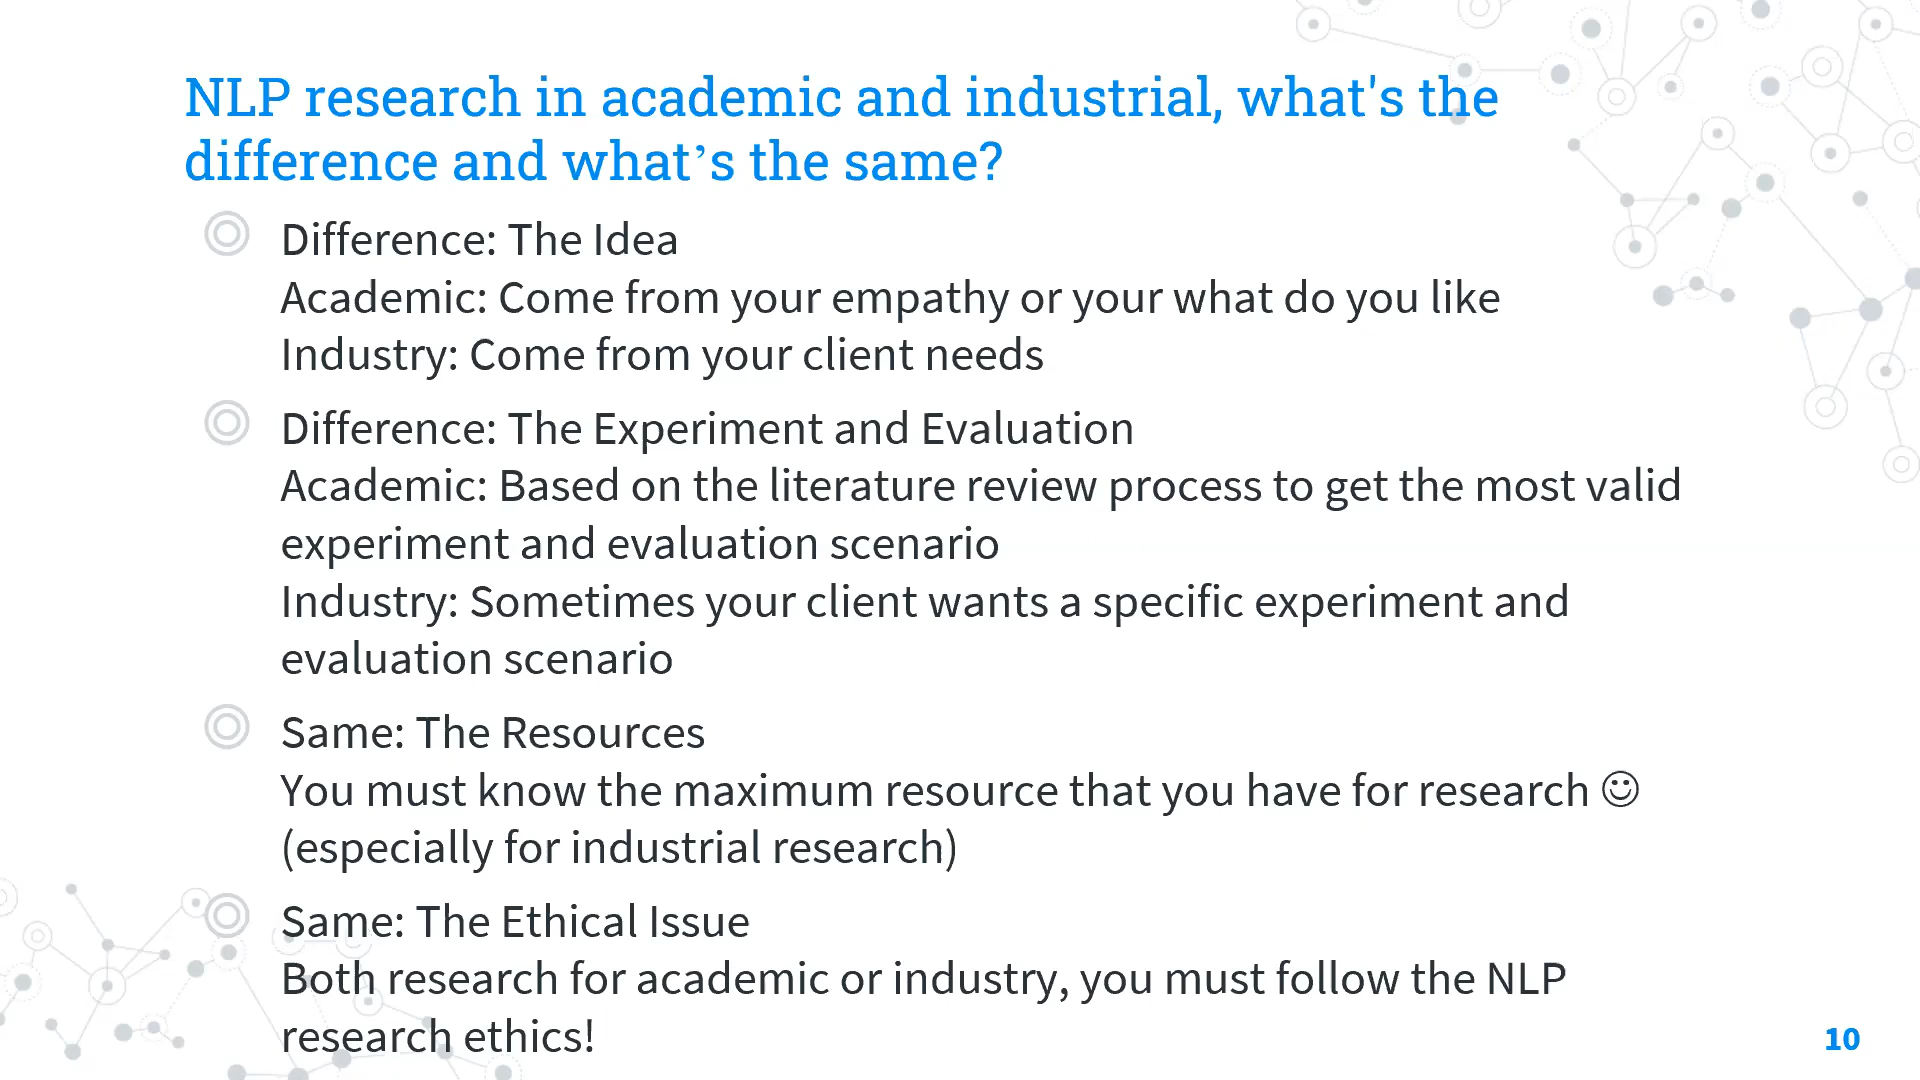 NLP research in academic and industrial, what's the
difference and what’s the same?
Difference: The Idea
Academic: Come from your empathy or your what do you like
Industry: Come from your client needs
Difference: The Experiment and Evaluation
Academic: Based on the literature review process to get the most valid
experiment and evaluation scenario
Industry: Sometimes your client wants a specific experiment and
evaluation scenario
Same: The Resources
You must know the maximum resource that you have for research ☺
(especially for industrial research)
Same: The Ethical Issue
Both research for academic or industry, you must follow the NLP
research ethics!
10